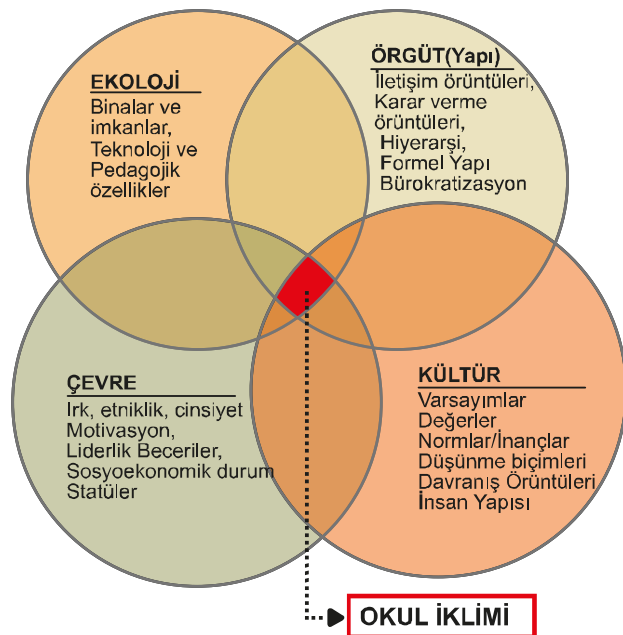 EKOLOJİ
Binalar ve
imkanlar,
Teknoloji ve
Pedagojik
özellikler
ÖRGÜT(Yapı)
İletişim örüntüleri,
Karar verme
örüntüleri,
Hiyerarşi,
Formel Yapı
Bürokratizasyon
ÇEVRE
Irk, etniklik, cinsiyet
Motivasyon,
Liderlik Beceriler,
Sosyoekonomik durum
Statüler
KÜLTÜR
Varsayımlar
Değerler
Normlar/İnançlar
Düşünme biçimleri
Davranış Örüntüleri
İnsan Yapısı
OKUL İKLİMİ